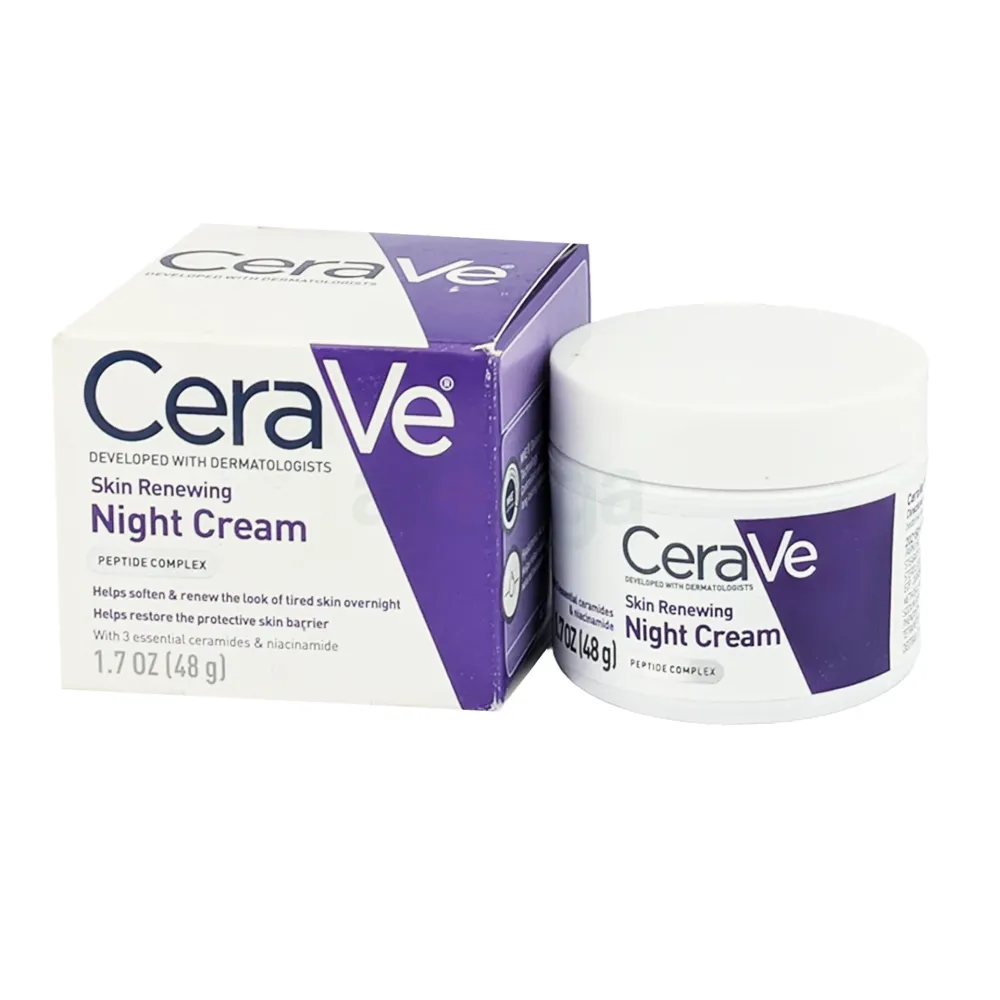 CeraVe®
DEVELOPED WITH DERMATOLOGISTS
CeraVe®
DEVELOPED WITH DERMATOLOGISTS
Skin Renewing
Night Cream
PEPTIDE COMPLEX
Helps soften & renew the look of tired skin overnight
Helps restore the protective skin barrier
With 3 essential ceramides & niacinamide
1.7 OZ (48 g)
CeraVe
DEVELOPED WITH DERMATOLOGISTS
Skin Renewing
Night Cream
PEPTIDE COMPLEX
essential ceramides
& niacinamide
1.7 OZ (48 g)